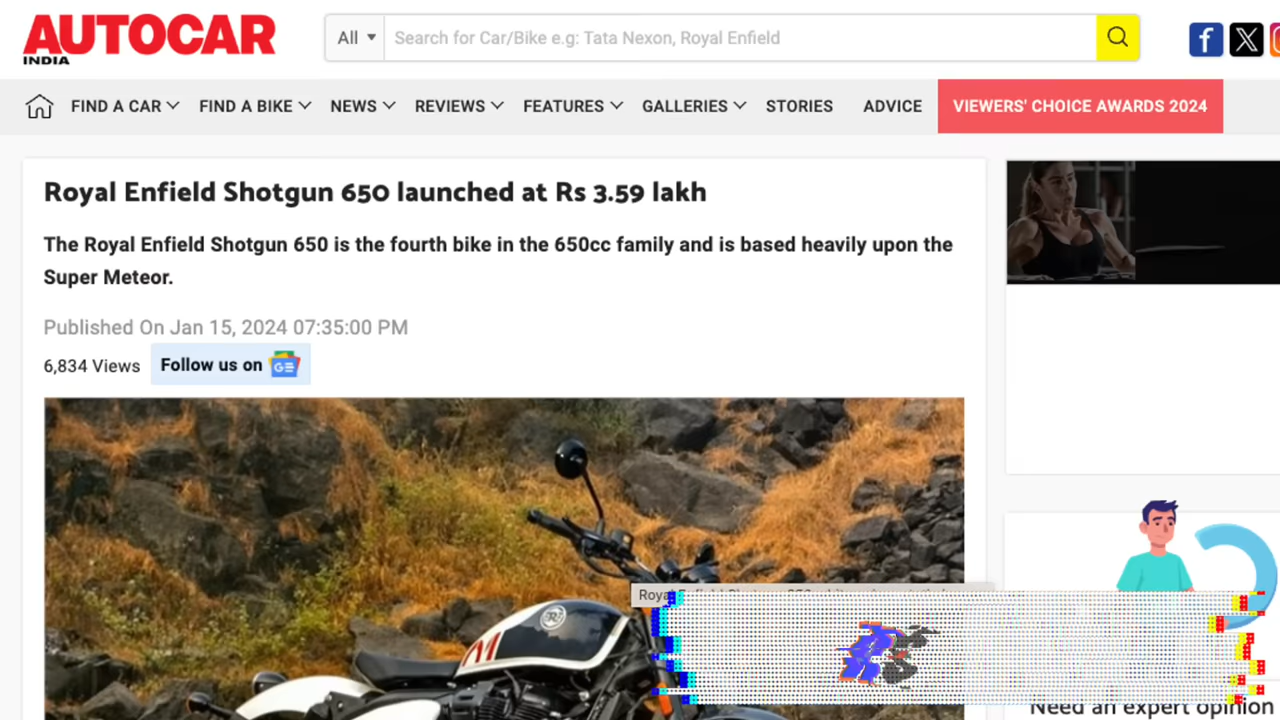 AUTOCAR
INDIA
All
Search for Car/Bike e.g: Tata Nexon, Royal Enfield
FIND A CAR FIND A BIKE NEWS REVIEWS FEATURES GALLERIES STORIES ADVICE VIEWERS' CHOICE AWARDS 2024
Royal Enfield Shotgun 650 launched at Rs 3.59 lakh
The Royal Enfield Shotgun 650 is the fourth bike in the 650cc family and is based heavily upon the
Super Meteor.
Published On Jan 15, 2024 07:35:00 PM
6,834 Views Follow us on GE
Need an expert opinion